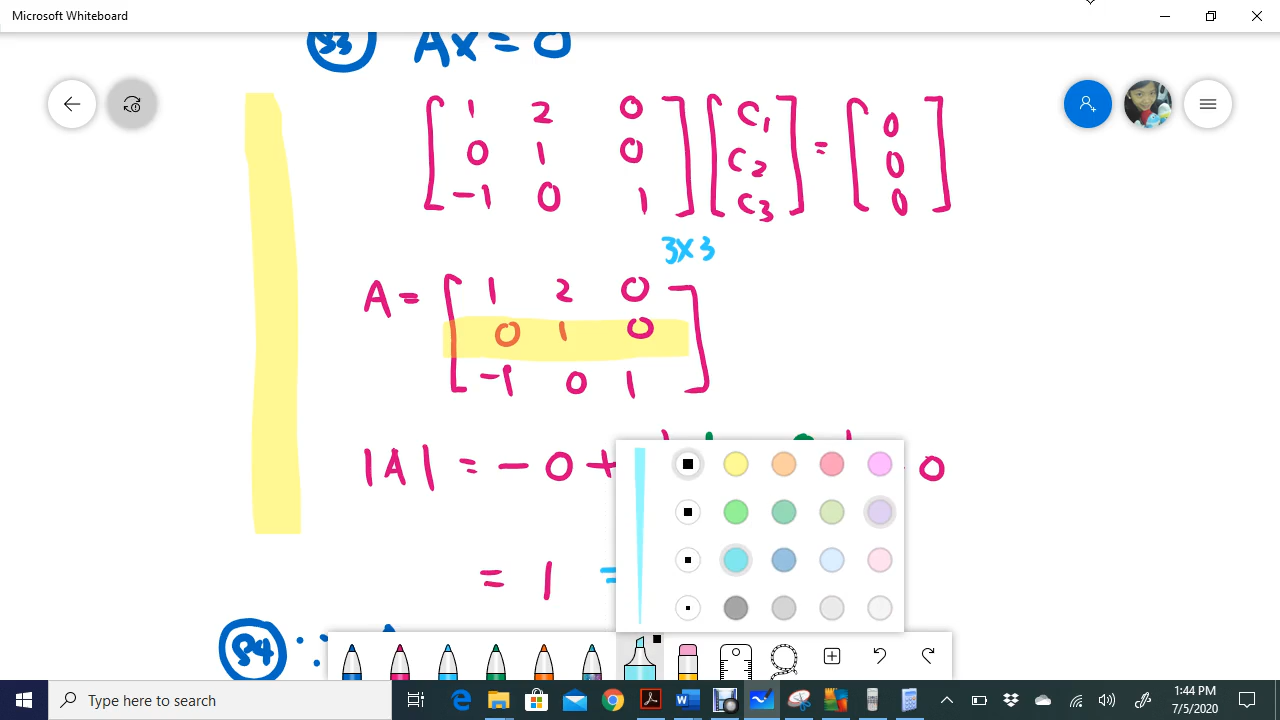 Microsoft Whiteboard
S3 Ax = 0
[1 2 0 [C1 [0
0 1 0 C2 = 0
-1 0 1] C3] 0]
3x3
A = [1 2 0
0 1 0
-1 0 1]
|A| = - 0 + 0
= 1 =
S4 ∴
Type here to search
1:44 PM
7/5/2020